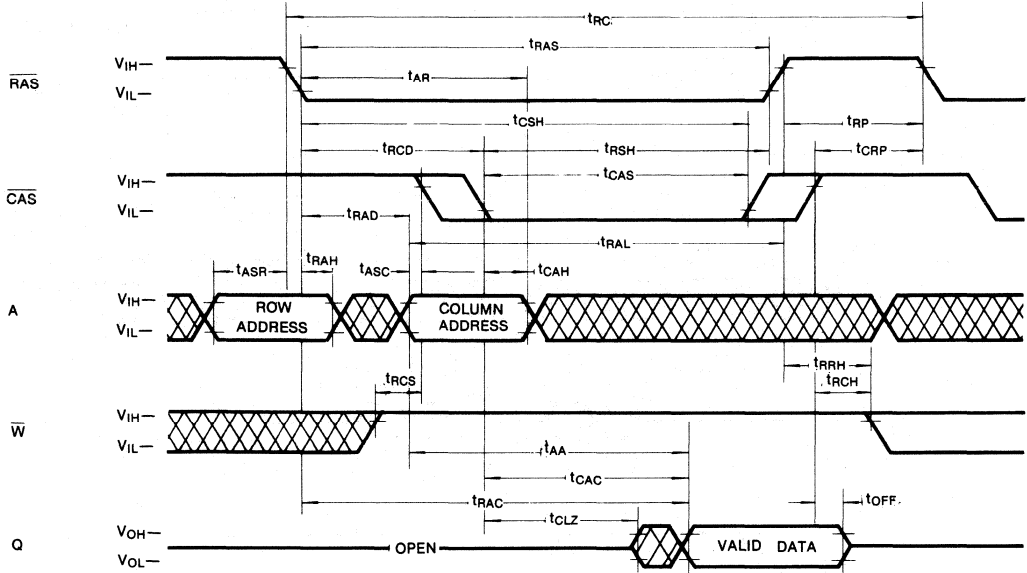 tRC
tRAS
VIH—
RAS
tAR
VIL—
tCSH
tRP
tRCD
tRSH
tCRP
VIH—
CAS
tCAS
VIL—
tRAD
tRAL
tASR
tRAH
tASC
tCAH
VIH—
A
ROW ADDRESS
COLUMN ADDRESS
VIL—
tRRH
tRCS
tRCH
VIH—
W
VIL—
tAA
tCAC
tRAC
tOFF
tCLZ
VOH—
Q
OPEN
VALID DATA
VOL—